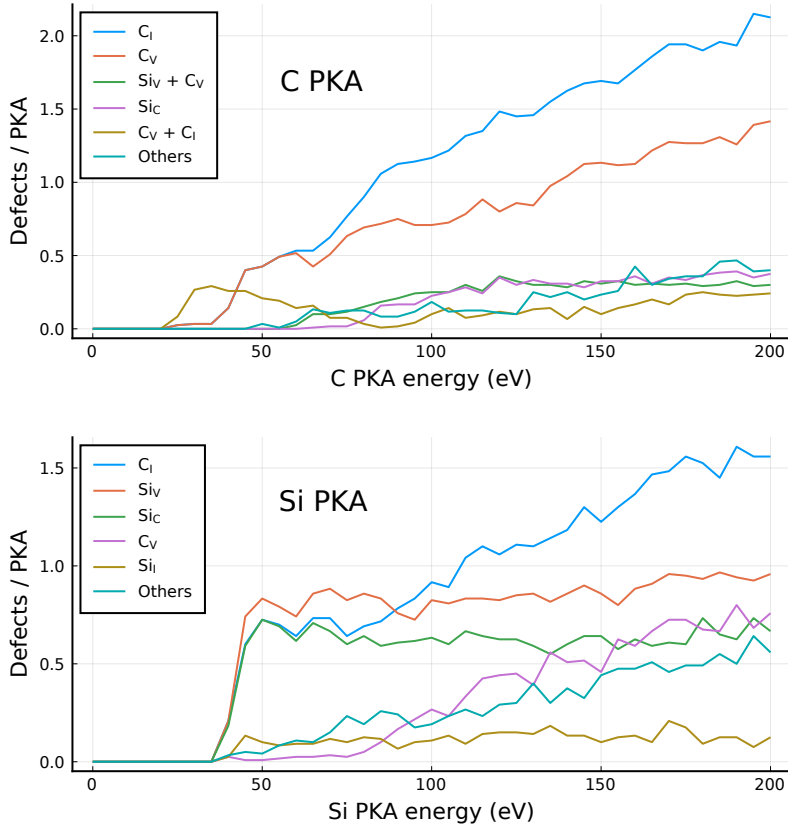 2.0
1.5
1.0
0.5
0.0
Defects / PKA
C_I
C_V
Si_V + C_V
Si_C
C_V + C_I
Others
C PKA
0
50
100
150
200
C PKA energy (eV)
1.5
1.0
0.5
0.0
Defects / PKA
C_I
Si_V
Si_C
C_V
Si_I
Others
Si PKA
0
50
100
150
200
Si PKA energy (eV)